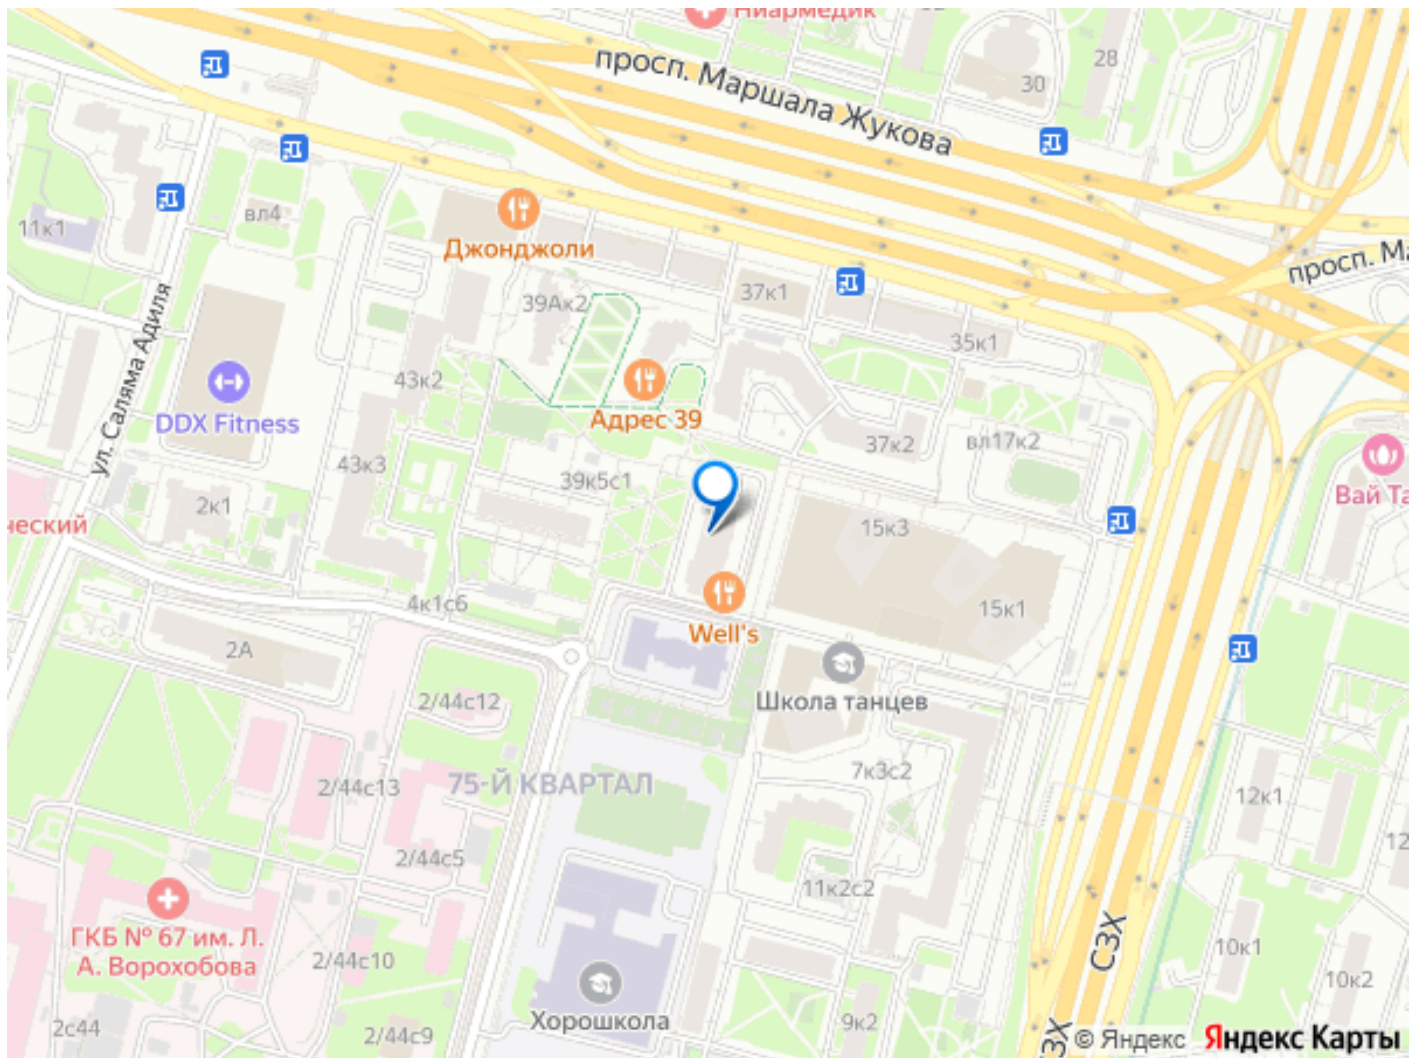 Ниармедик
просп. Маршала Жукова
28
30
11к1
вл4
Джонджоли
просп. Ма
39Ак2
37к1
35к1
ул. Саляма Адиля
43к2
DDX Fitness
Адрес 39
37к2
вл17к2
43к3
39к5с1
Вай Та
2к1
ческий
15к3
4к1с6
15к1
Well's
2А
2/44с12
Школа танцев
75-Й КВАРТАЛ
7к3с2
2/44с13
12к1
12
2/44с5
11к2с2
ГКБ № 67 им. Л.
А. Ворохобова
2/44с10
СЗХ
10к1
10к2
Хорошкола
2с44
2/44с9
9к2
СЗХ
© Яндекс Яндекс Карты